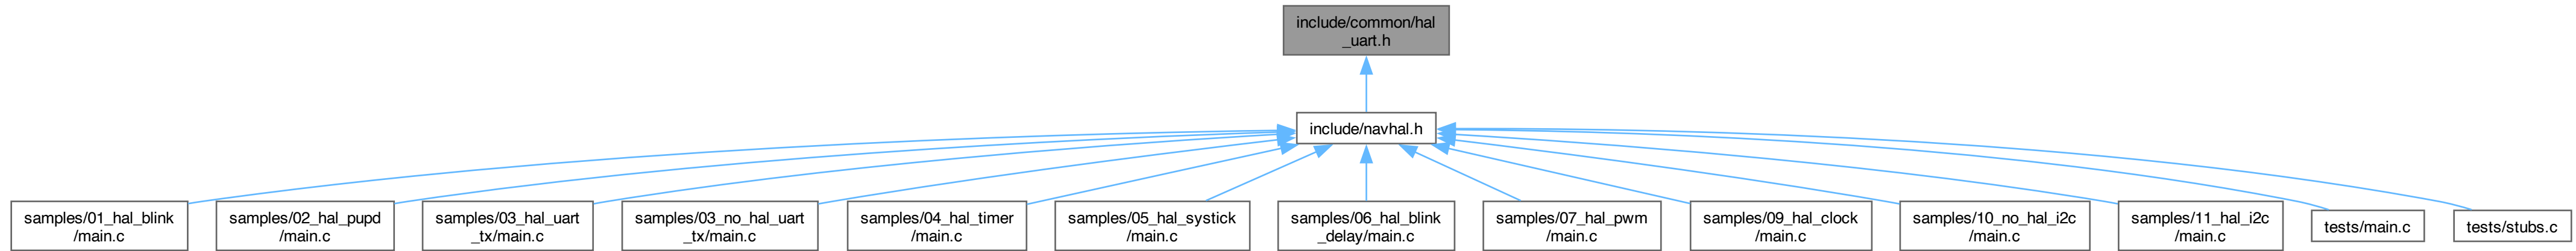 include/common/hal
_uart.h
include/navhal.h
samples/01_hal_blink
/main.c
samples/02_hal_pupd
/main.c
samples/03_hal_uart
_tx/main.c
samples/03_no_hal_uart
_tx/main.c
samples/04_hal_timer
/main.c
samples/05_hal_systick
/main.c
samples/06_hal_blink
_delay/main.c
samples/07_hal_pwm
/main.c
samples/09_hal_clock
/main.c
samples/10_no_hal_i2c
/main.c
samples/11_hal_i2c
/main.c
tests/main.c
tests/stubs.c